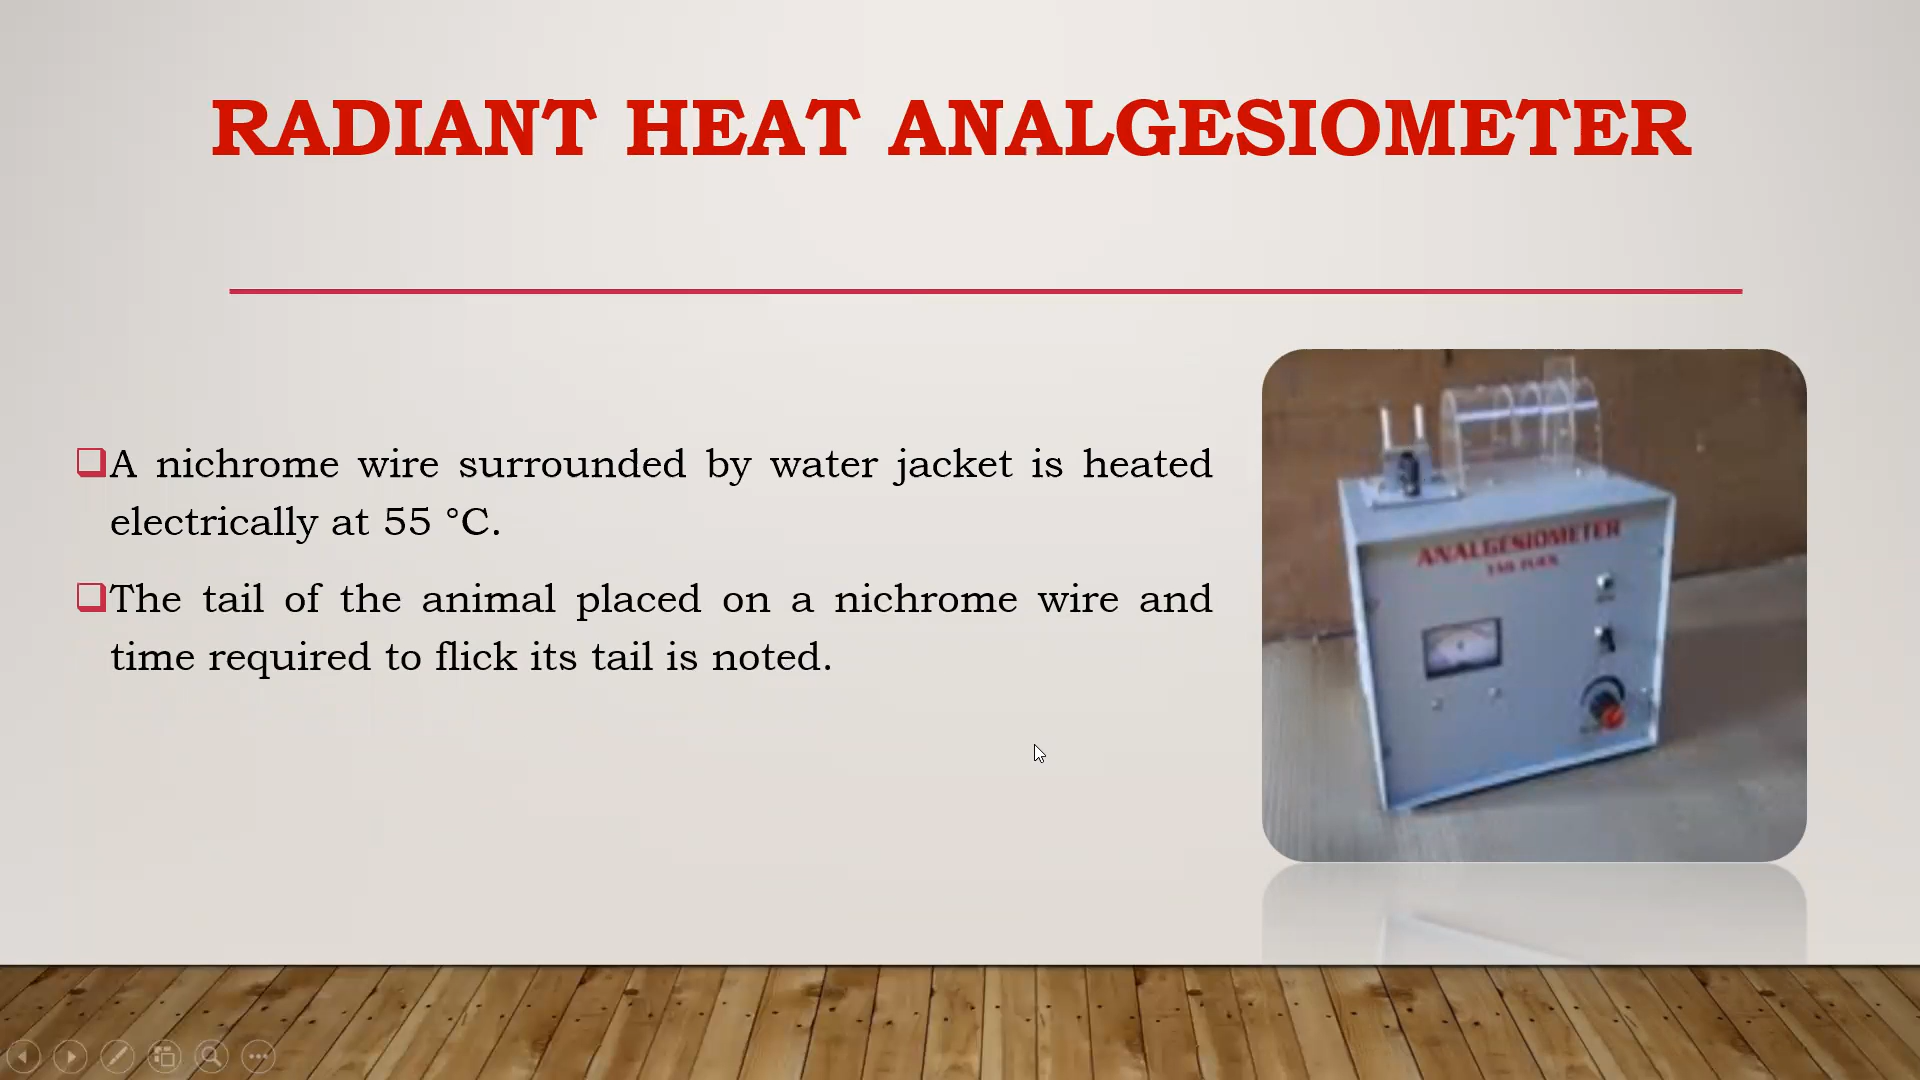 RADIANT HEAT ANALGESIOMETER
A nichrome wire surrounded by water jacket is heated
electrically at 55 °C.
The tail of the animal placed on a nichrome wire and
time required to flick its tail is noted.
ANALGESIOMETER